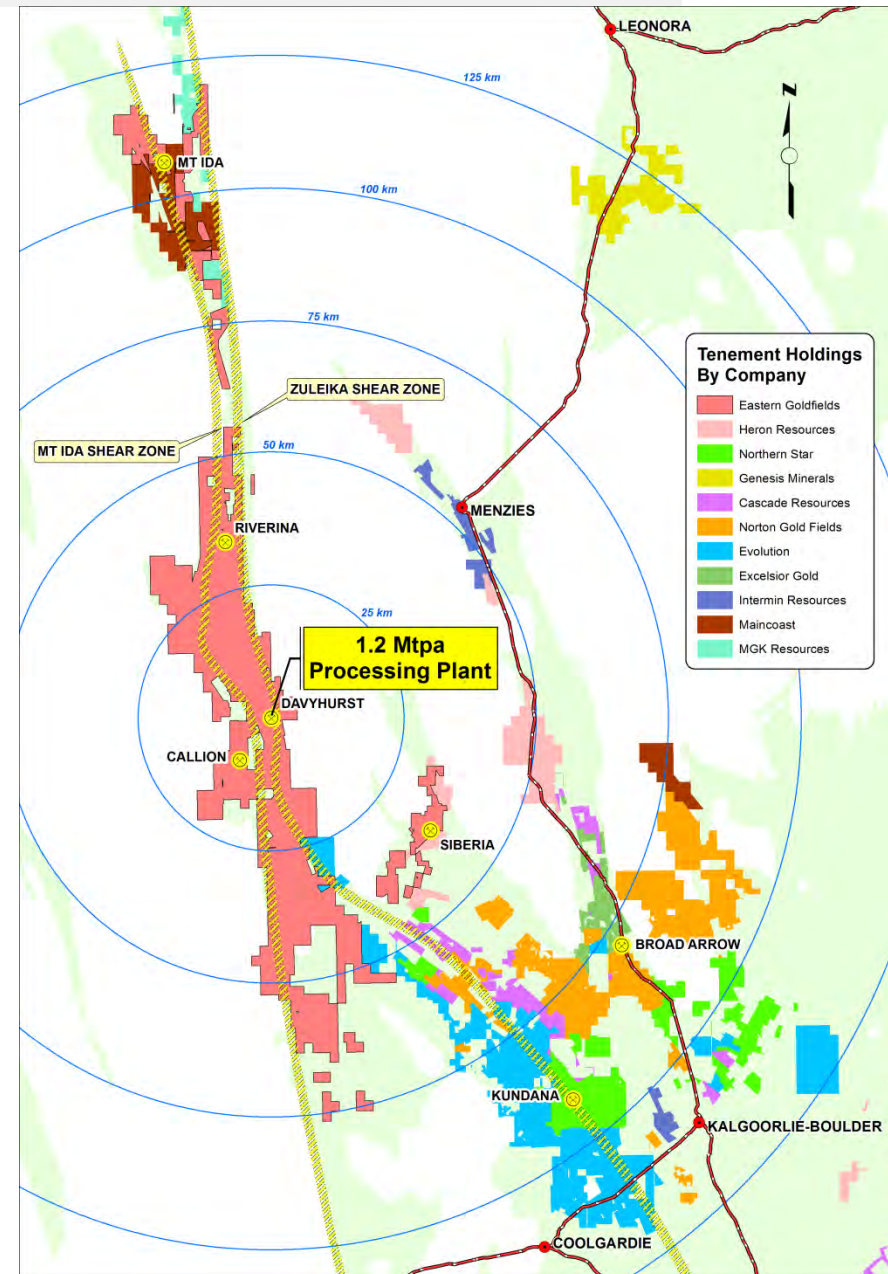 LEONORA
125 km
Z
MT IDA
100 km
75 km
Tenement Holdings
By Company
Eastern Goldfields
Heron Resources
Northern Star
Genesis Minerals
Cascade Resources
Norton Gold Fields
Evolution
Excelsior Gold
Intermin Resources
Maincoast
MGK Resources
ZULEIKA SHEAR ZONE
MT IDA SHEAR ZONE
50 km
MENZIES
RIVERINA
25 km
1.2 Mtpa
Processing Plant
DAVYHURST
CALLION
SIBERIA
BROAD ARROW
KUNDANA
KALGOORLIE-BOULDER
COOLGARDIE